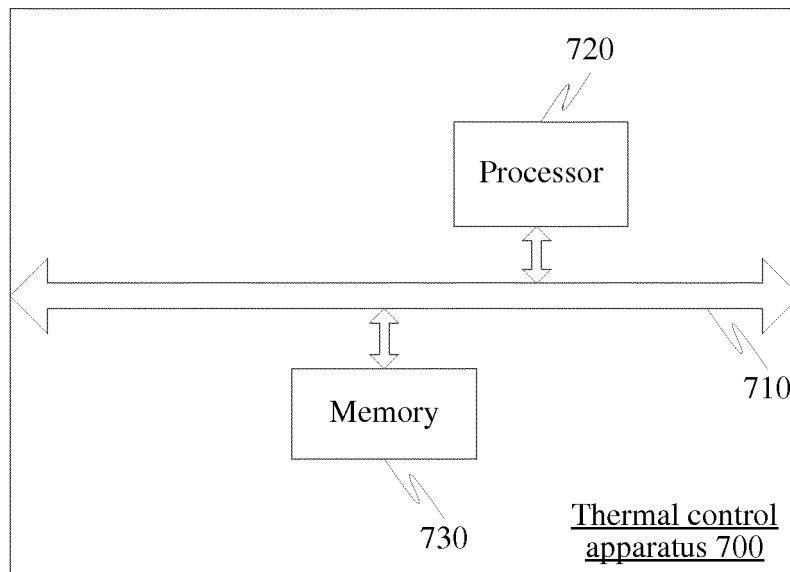 720
Processor
710
Memory
730
Thermal control
apparatus 700